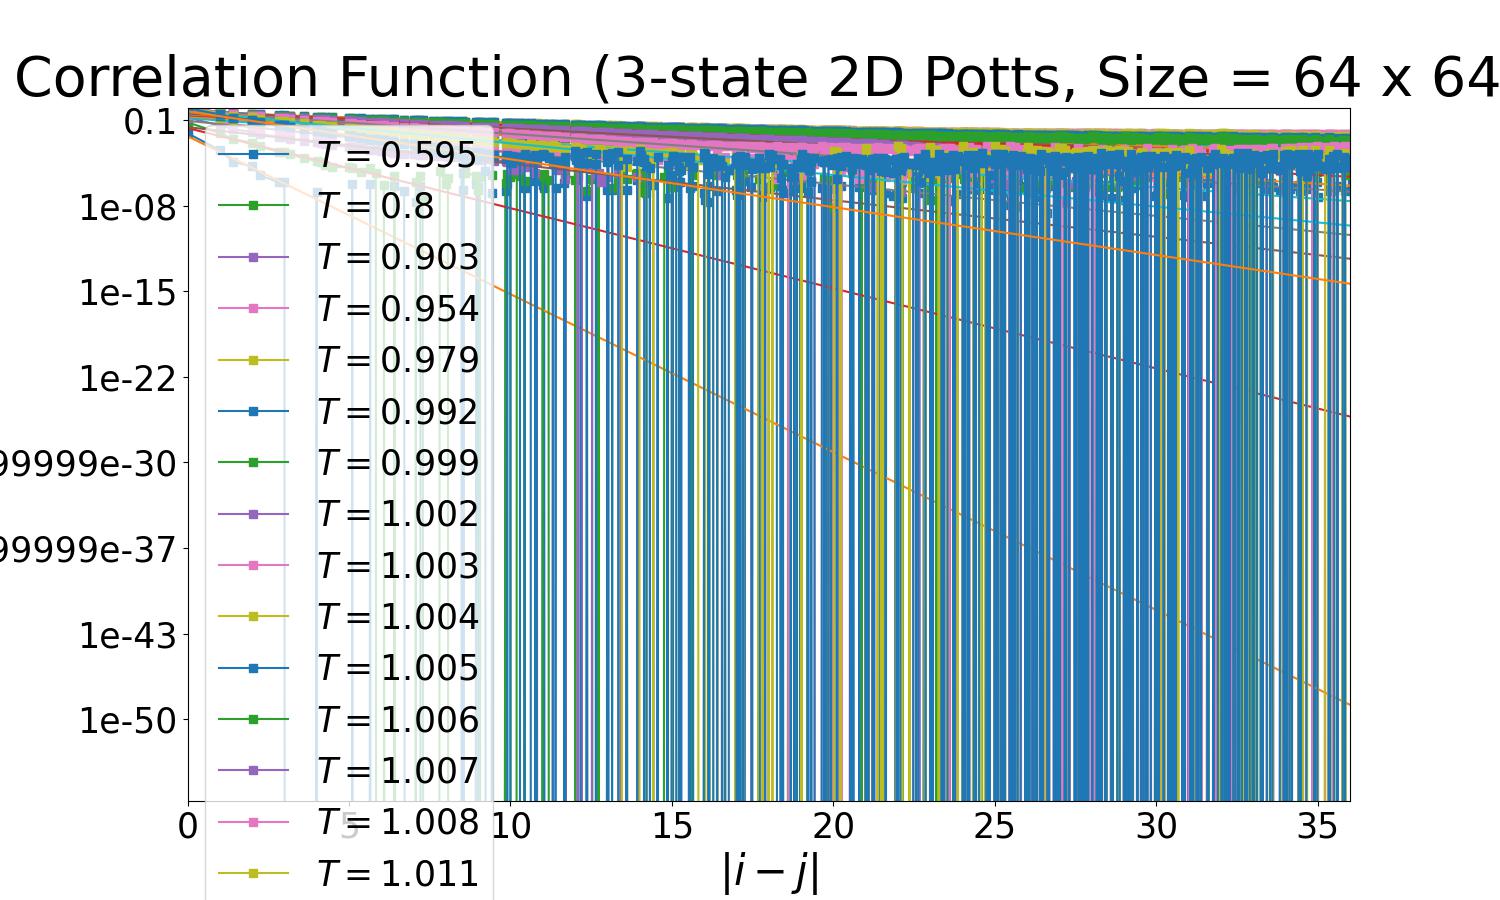 Correlation Function (3-state 2D Potts, Size = 64 x 64
0.1
1e-08
1e-15
1e-22
99999e-30
99999e-37
1e-43
1e-50
T = 0.595
T = 0.8
T = 0.903
T = 0.954
T = 0.979
T = 0.992
T = 0.999
T = 1.002
T = 1.003
T = 1.004
T = 1.005
T = 1.006
T = 1.007
T = 1.008
T = 1.011
0 5 10 15 20 25 30 35
|i − j|